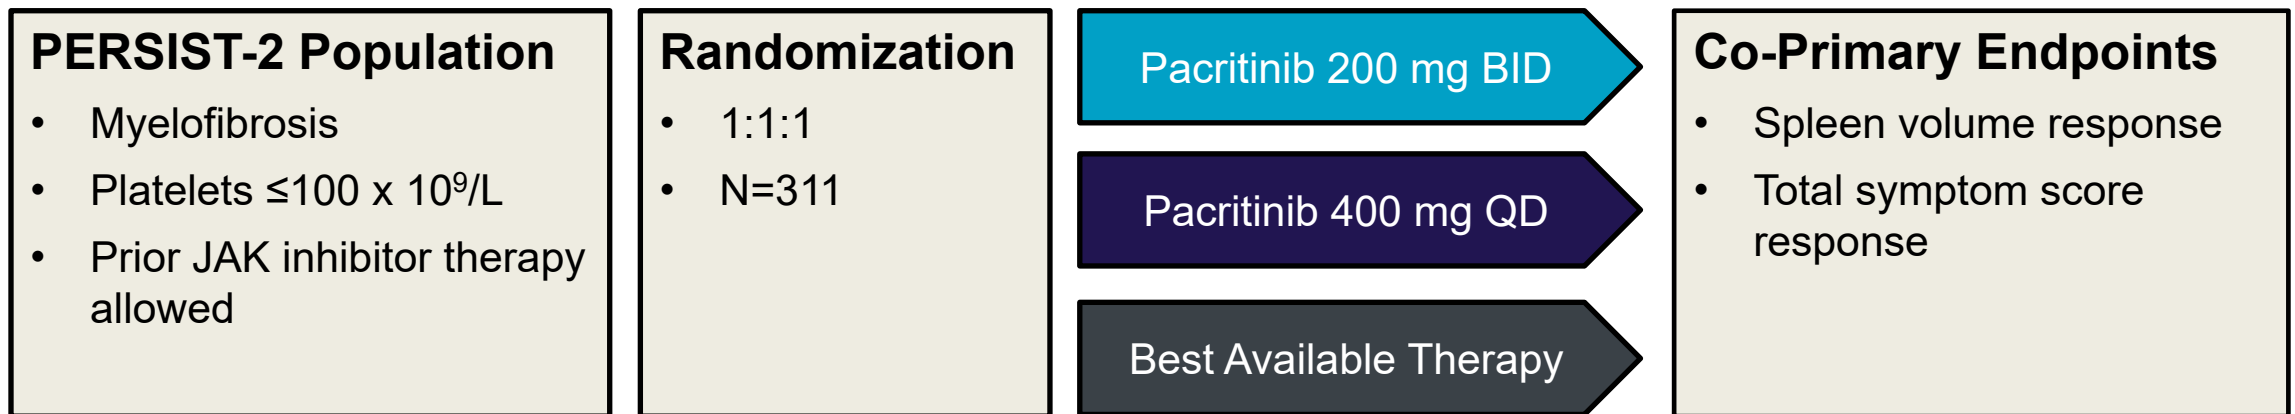 PERSIST-2 Population
• Myelofibrosis
• Platelets ≤100 x 10⁹/L
• Prior JAK inhibitor therapy
allowed
Randomization
• 1:1:1
• N=311
Pacritinib 200 mg BID
Pacritinib 400 mg QD
Best Available Therapy
Co-Primary Endpoints
• Spleen volume response
• Total symptom score
response